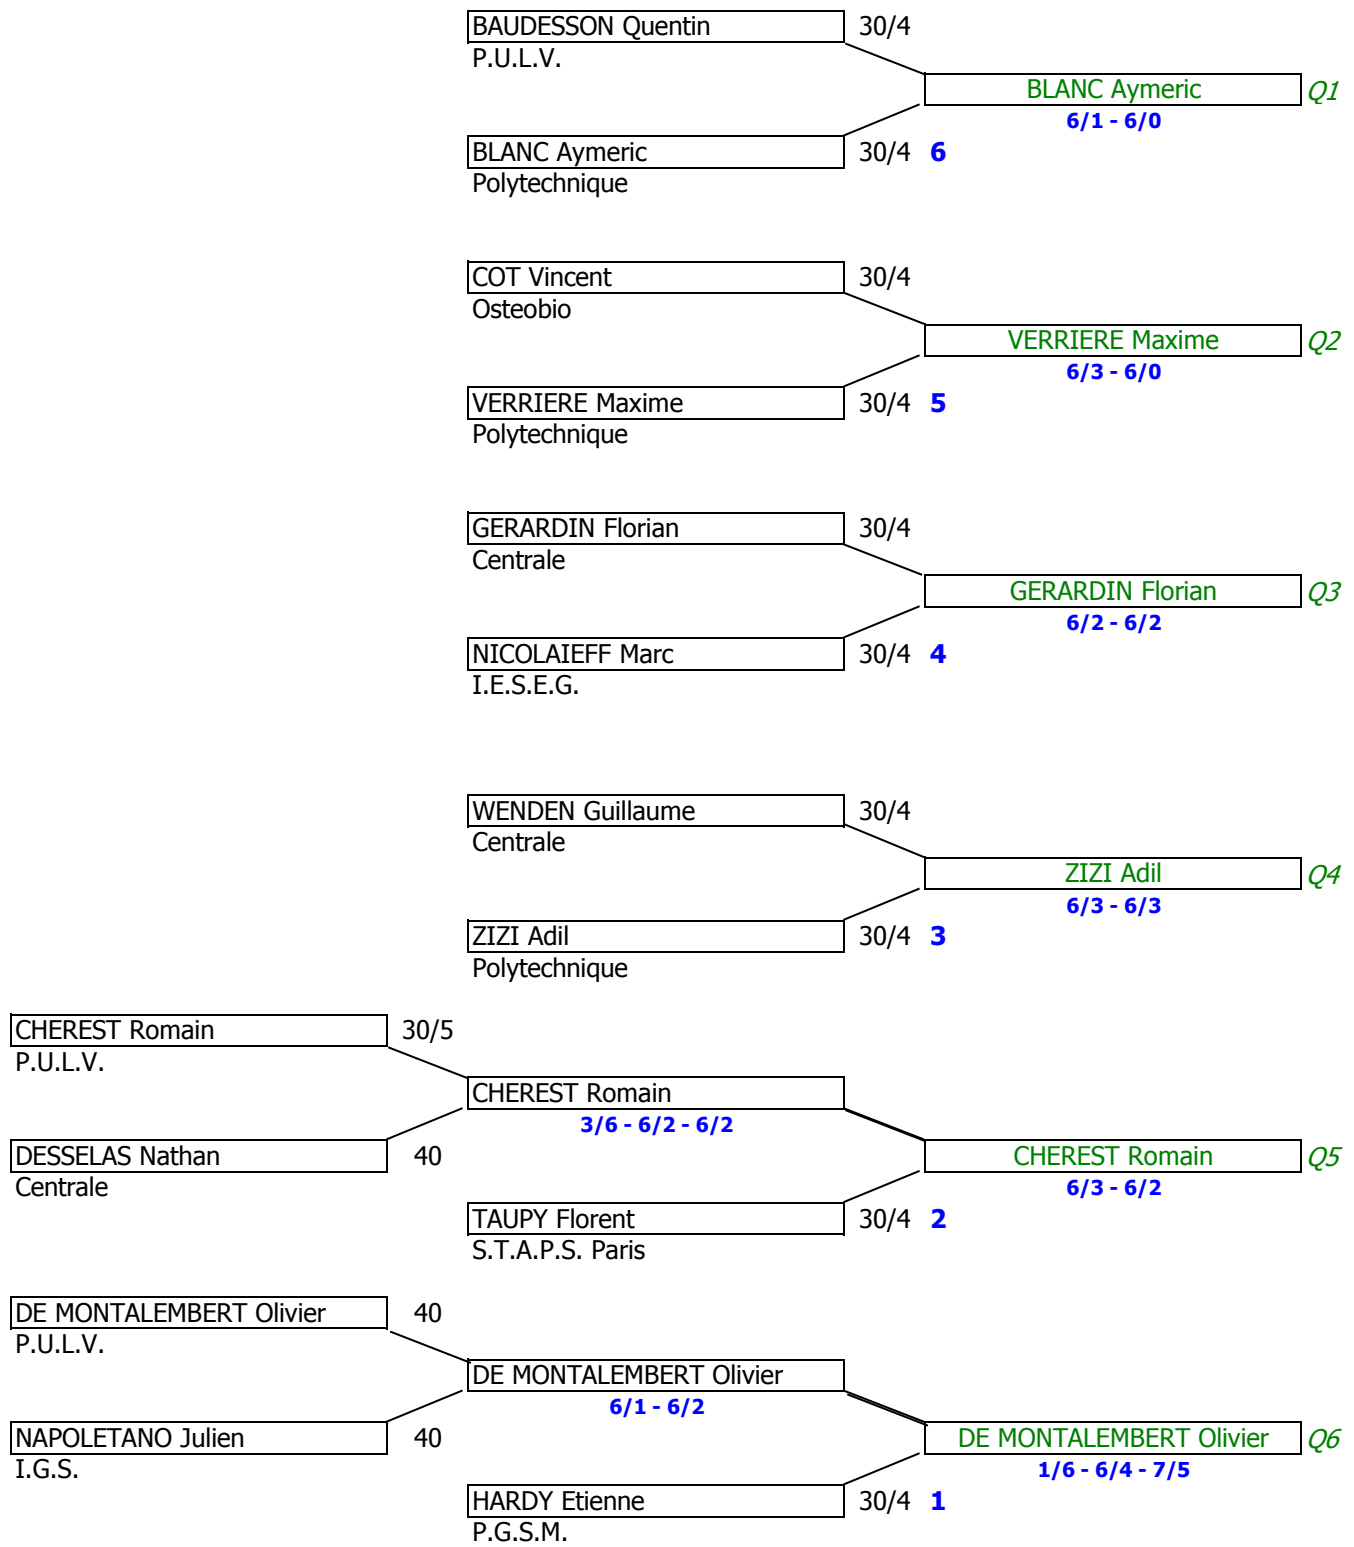 BAUDESSON Quentin 30/4
P.U.L.V.
BLANC Aymeric Q1
6/1 - 6/0
BLANC Aymeric 30/4 6
Polytechnique
COT Vincent 30/4
Osteobio
VERRIERE Maxime Q2
6/3 - 6/0
VERRIERE Maxime 30/4 5
Polytechnique
GERARDIN Florian 30/4
Centrale
GERARDIN Florian Q3
6/2 - 6/2
NICOLAIEFF Marc 30/4 4
I.E.S.E.G.
WENDEN Guillaume 30/4
Centrale
ZIZI Adil Q4
6/3 - 6/3
ZIZI Adil 30/4 3
Polytechnique
CHEREST Romain 30/5
P.U.L.V.
CHEREST Romain
3/6 - 6/2 - 6/2
DESSELAS Nathan 40
Centrale
CHEREST Romain Q5
6/3 - 6/2
TAUPY Florent 30/4 2
S.T.A.P.S. Paris
DE MONTALEMBERT Olivier 40
P.U.L.V.
DE MONTALEMBERT Olivier
6/1 - 6/2
NAPOLETANO Julien 40
I.G.S.
DE MONTALEMBERT Olivier Q6
1/6 - 6/4 - 7/5
HARDY Etienne 30/4 1
P.G.S.M.